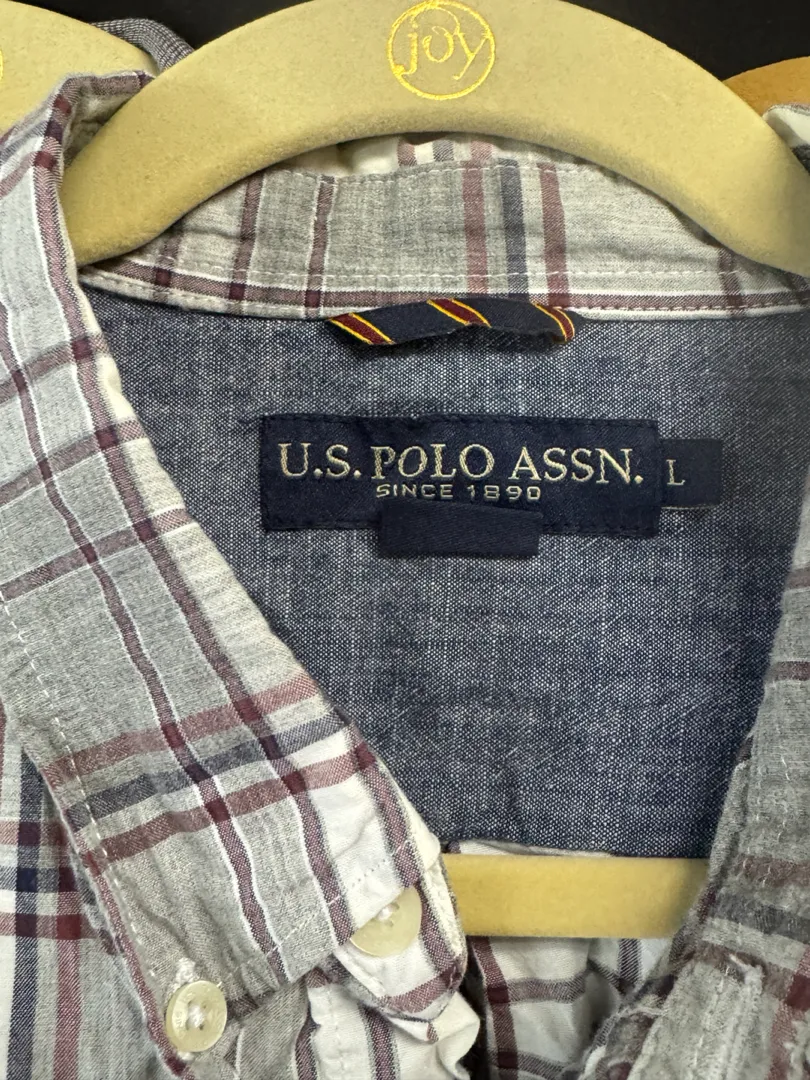 joy
U.S. POLO ASSN.
L
SINCE 1890